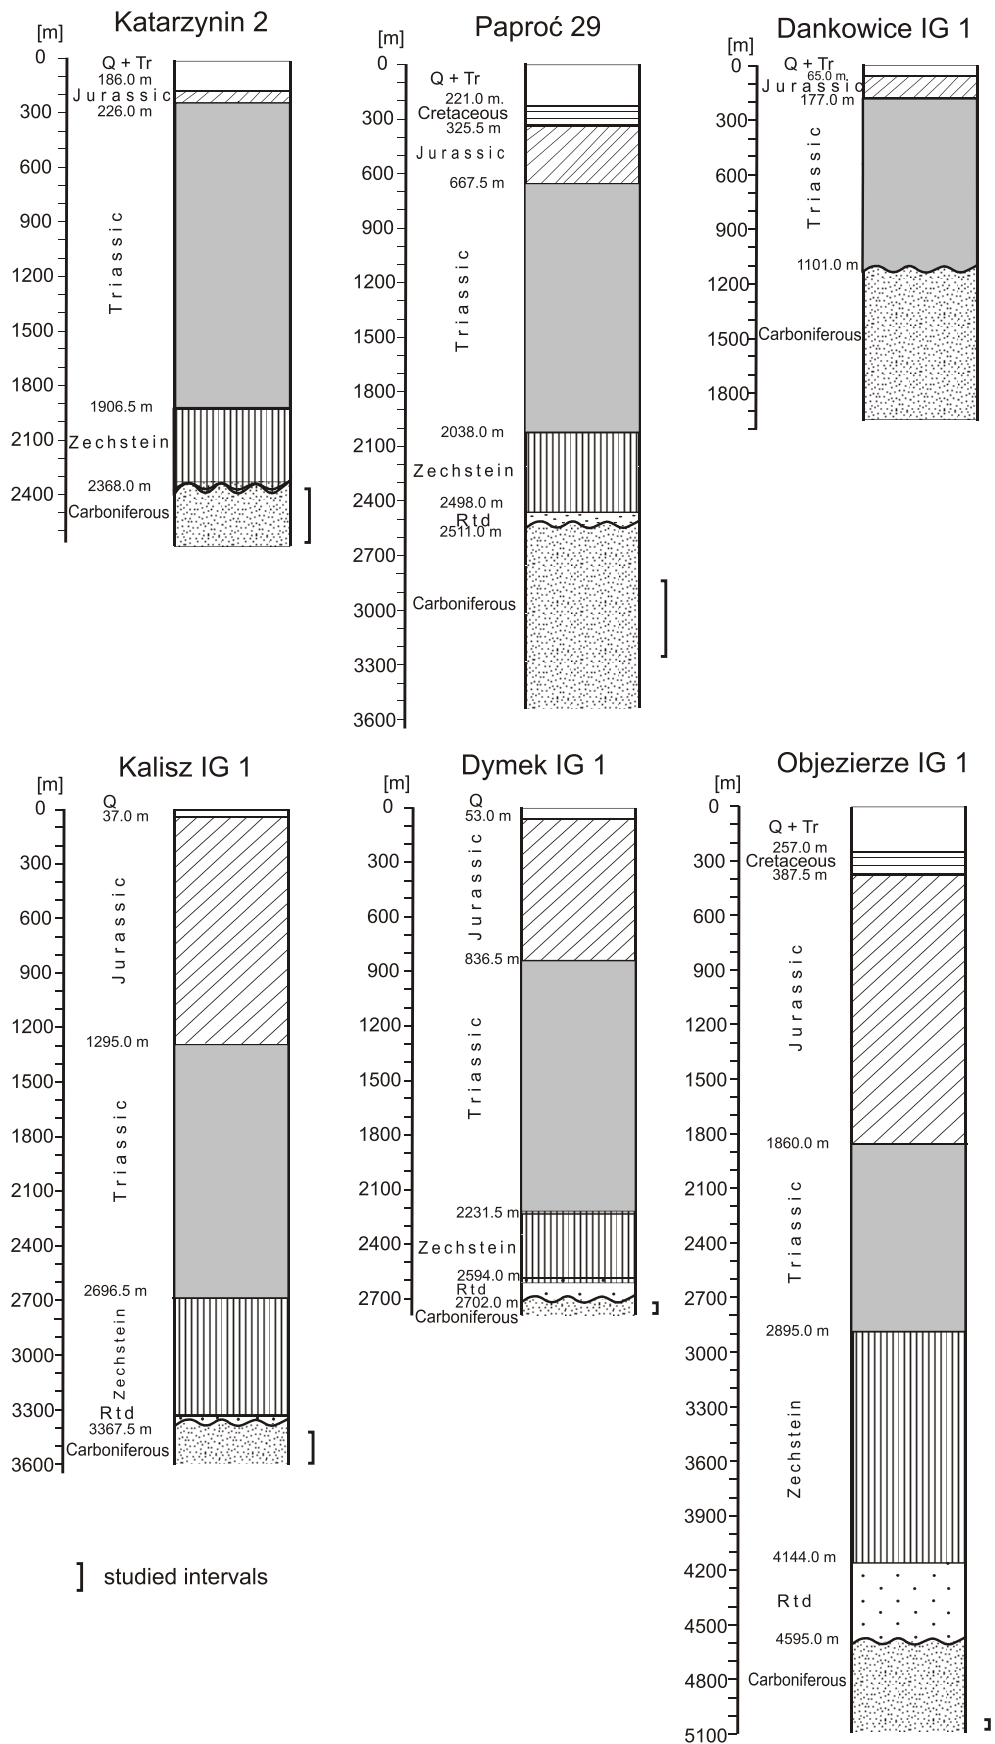 Katarzynin 2
[m]
0
300
600
900
1200
1500
1800
2100
2400
Q + Tr
186.0 m
Jurassic
226.0 m
Triassic
1906.5 m
Zechstein
2368.0 m
Carboniferous
Paproć 29
[m]
0
300
600
900
1200
1500
1800
2100
2400
2700
3000
3300
3600
Q + Tr
221.0 m.
Cretaceous
325.5 m
Jurassic
667.5 m
Triassic
2038.0 m
Zechstein
2498.0 m
Rtd
2511.0 m
Carboniferous
Dankowice IG 1
[m]
0
300
600
900
1200
1500
1800
Q + Tr
65.0 m.
Jurassic
177.0 m
Triassic
1101.0 m
Carboniferous
Kalisz IG 1
[m]
0
300
600
900
1200
1500
1800
2100
2400
2700
3000
3300
3600
Q
37.0 m
Jurassic
1295.0 m
Triassic
2696.5 m
Zechstein
Rtd
3367.5 m
Carboniferous
Dymek IG 1
[m]
0
300
600
900
1200
1500
1800
2100
2400
2700
Q
53.0 m
Jurassic
836.5 m
Triassic
2231.5 m
Zechstein
2594.0 m
Rtd
2702.0 m
Carboniferous
Objezierze IG 1
[m]
0
300
600
900
1200
1500
1800
2100
2400
2700
3000
3300
3600
3900
4200
4500
4800
5100
Q + Tr
257.0 m
Cretaceous
387.5 m
Jurassic
1860.0 m
Triassic
2895.0 m
Zechstein
4144.0 m
Rtd
4595.0 m
Carboniferous
studied intervals